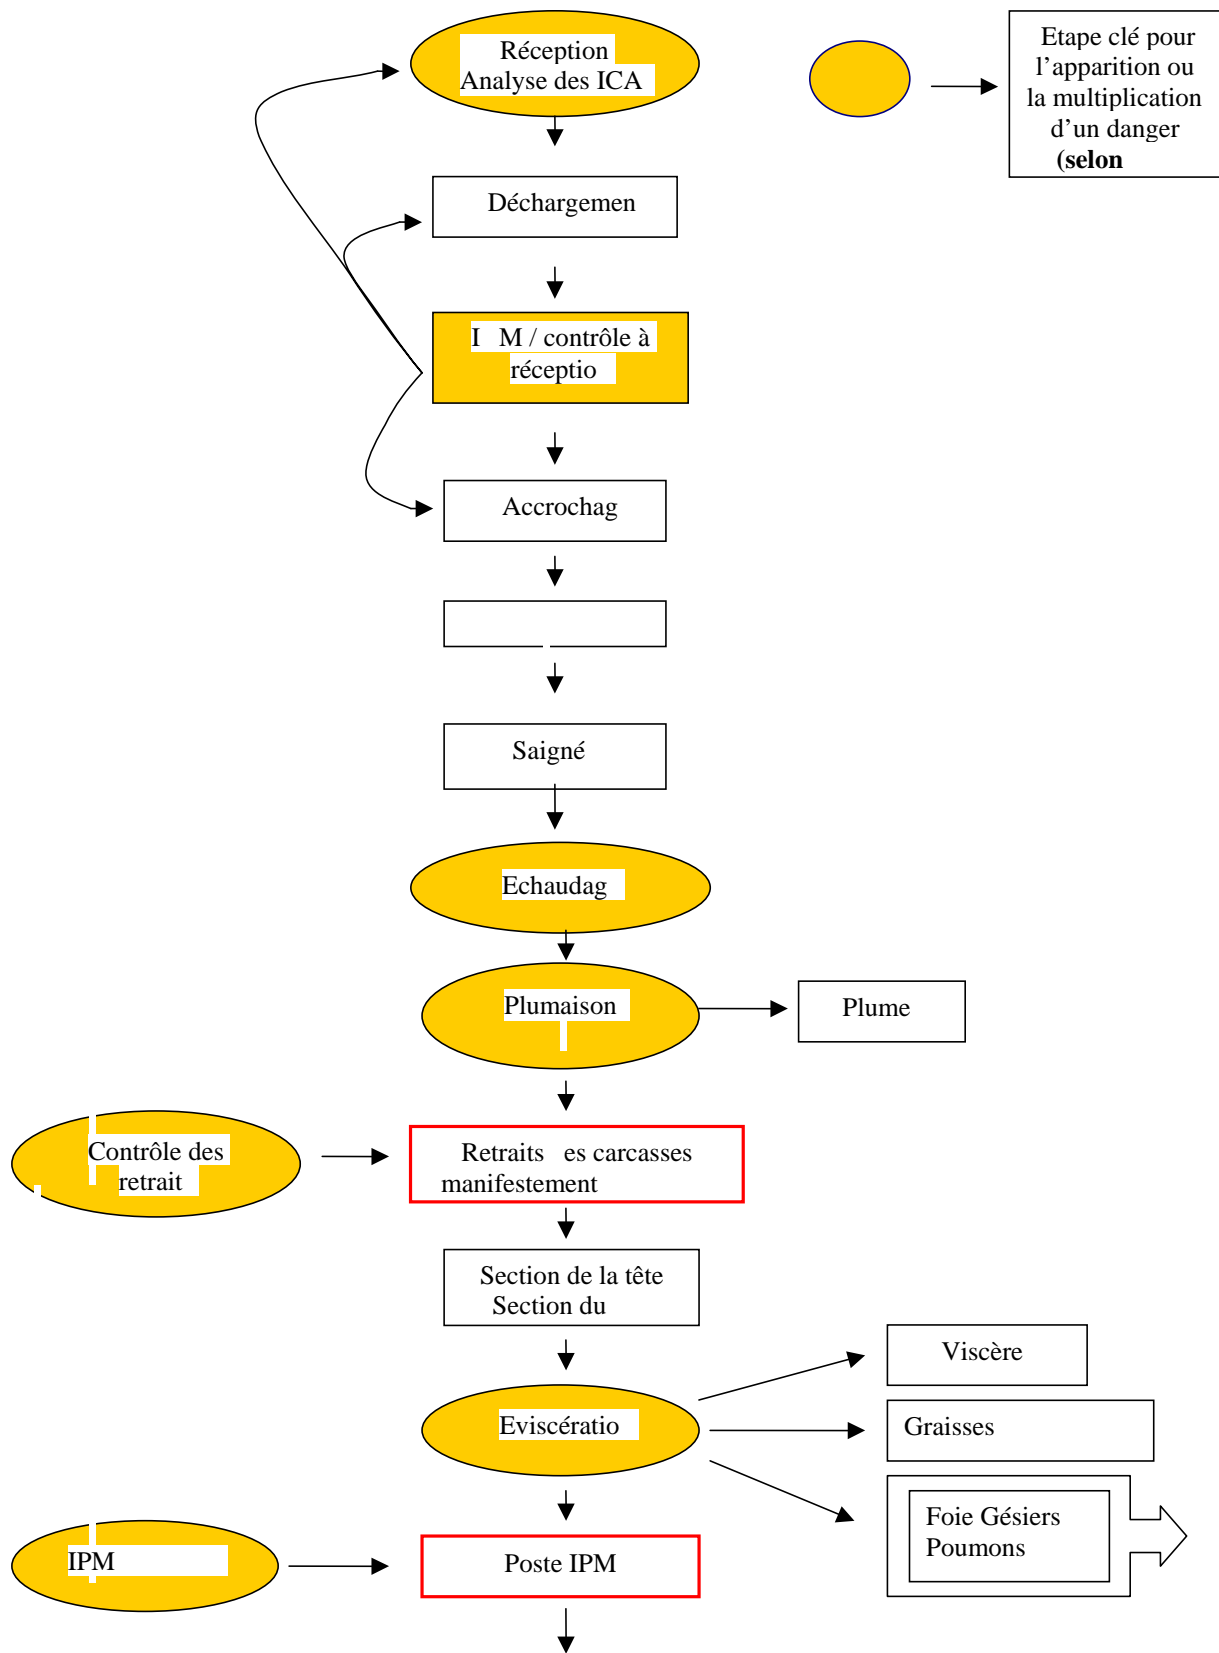 Réception
Analyse des ICA
Etape clé pour
l'apparition ou
la multiplication
d'un danger
(selon
Déchargemen
I M / contrôle à
réceptio
Accrochag
Saigné
Echaudag
Plumaison
Plume
Contrôle des
retrait
Retraits es carcasses
manifestement
Section de la tête
Section du
Viscère
Eviscératio
Graisses
Foie Gésiers
Poumons
IPM
Poste IPM